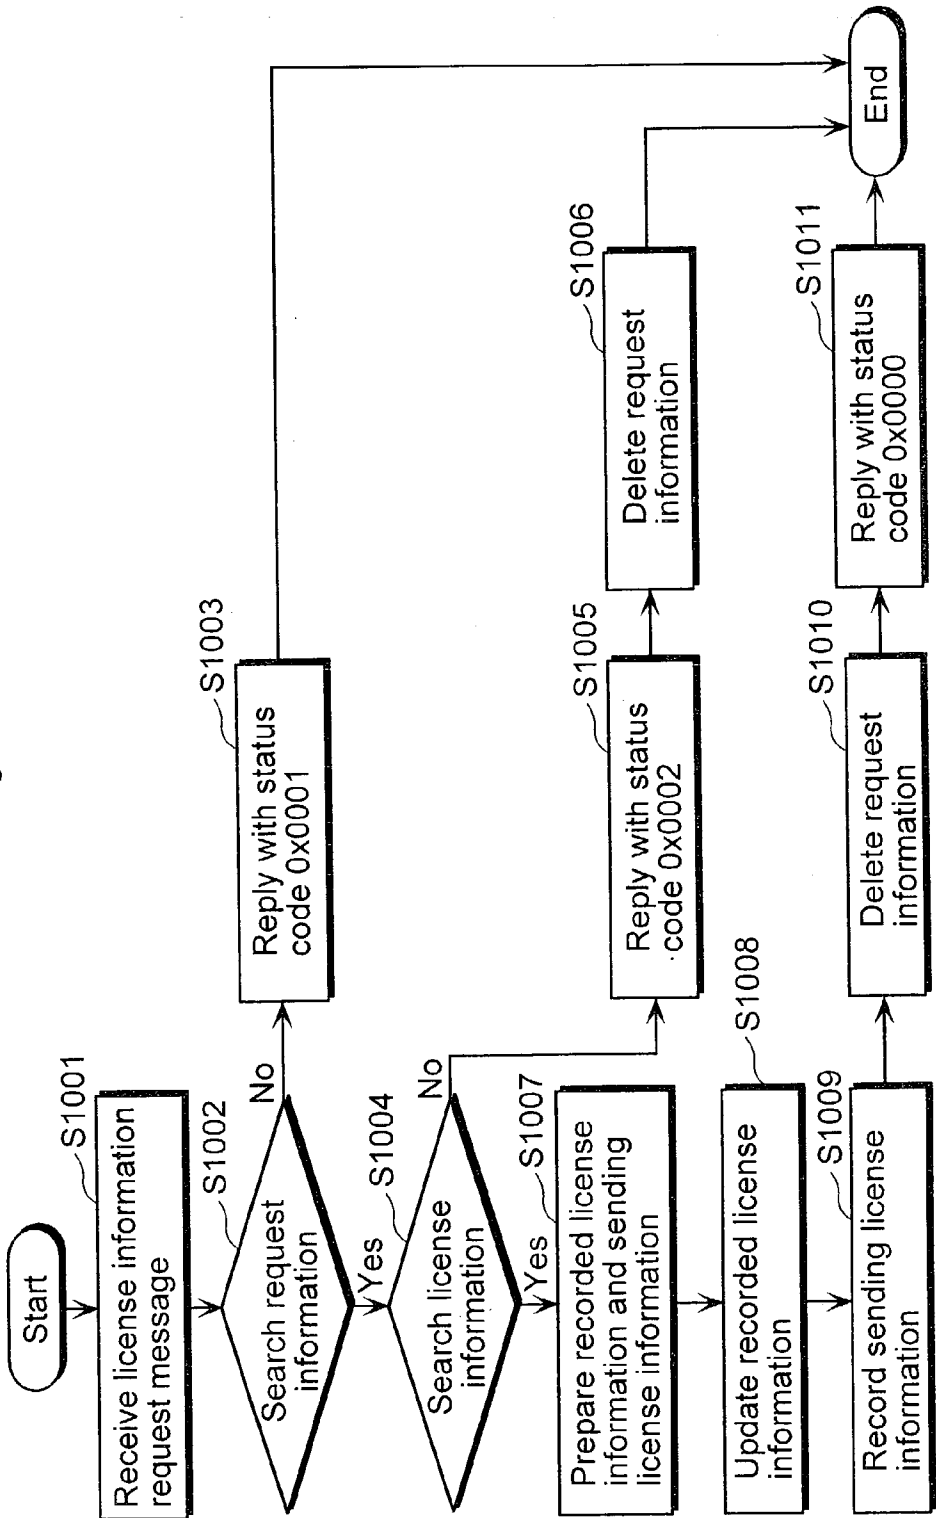 Start
S1001
Receive license information
request message
S1002
Search request
information
No
Yes
S1003
Reply with status
code 0x0001
S1004
Search license
information
No
Yes
S1005
Reply with status
code 0x0002
S1006
Delete request
information
S1007
Prepare recorded license
information and sending
license information
S1008
Update recorded license
information
S1009
Record sending license
information
S1010
Delete request
information
S1011
Reply with status
code 0x0000
End